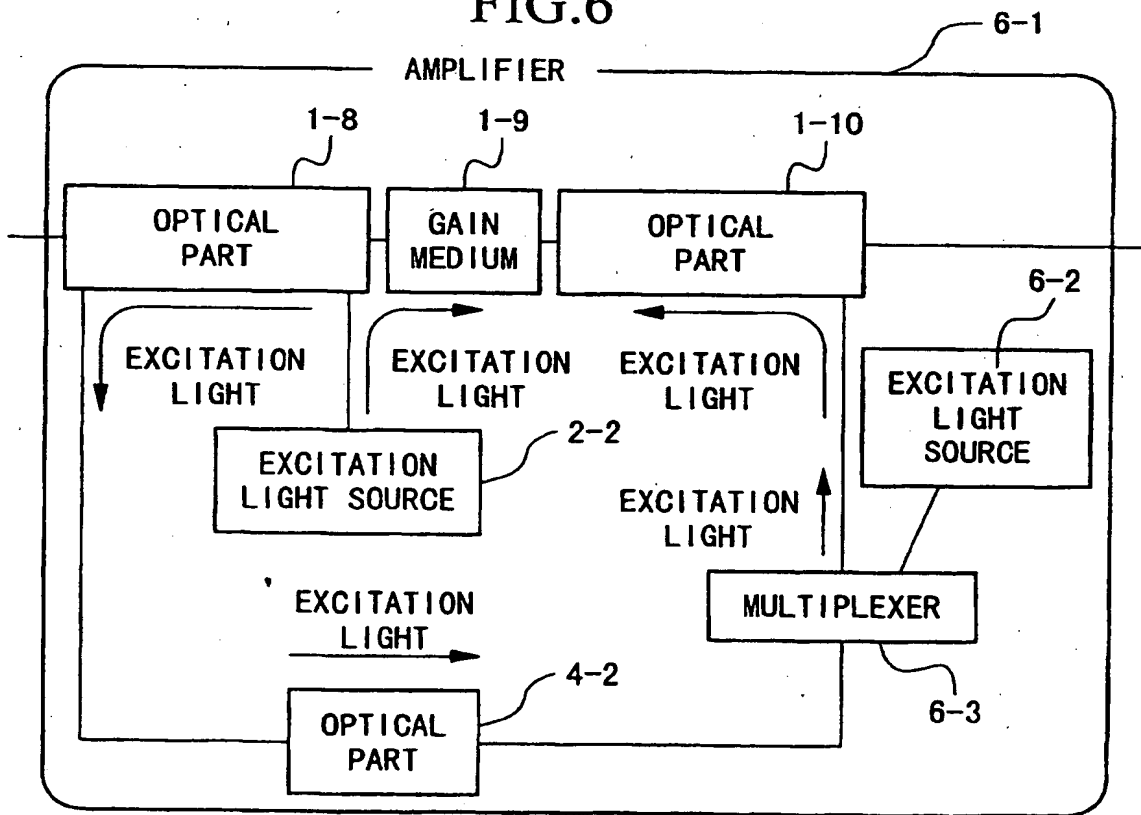 FIG.6
6-1
AMPLIFIER
1-8
1-9
1-10
OPTICAL
PART
GAIN
MEDIUM
OPTICAL
PART
6-2
EXCITATION
LIGHT
EXCITATION
LIGHT
EXCITATION
LIGHT
EXCITATION
LIGHT
SOURCE
2-2
EXCITATION
LIGHT SOURCE
EXCITATION
LIGHT
MULTIPLEXER
EXCITATION
LIGHT
4-2
6-3
OPTICAL
PART